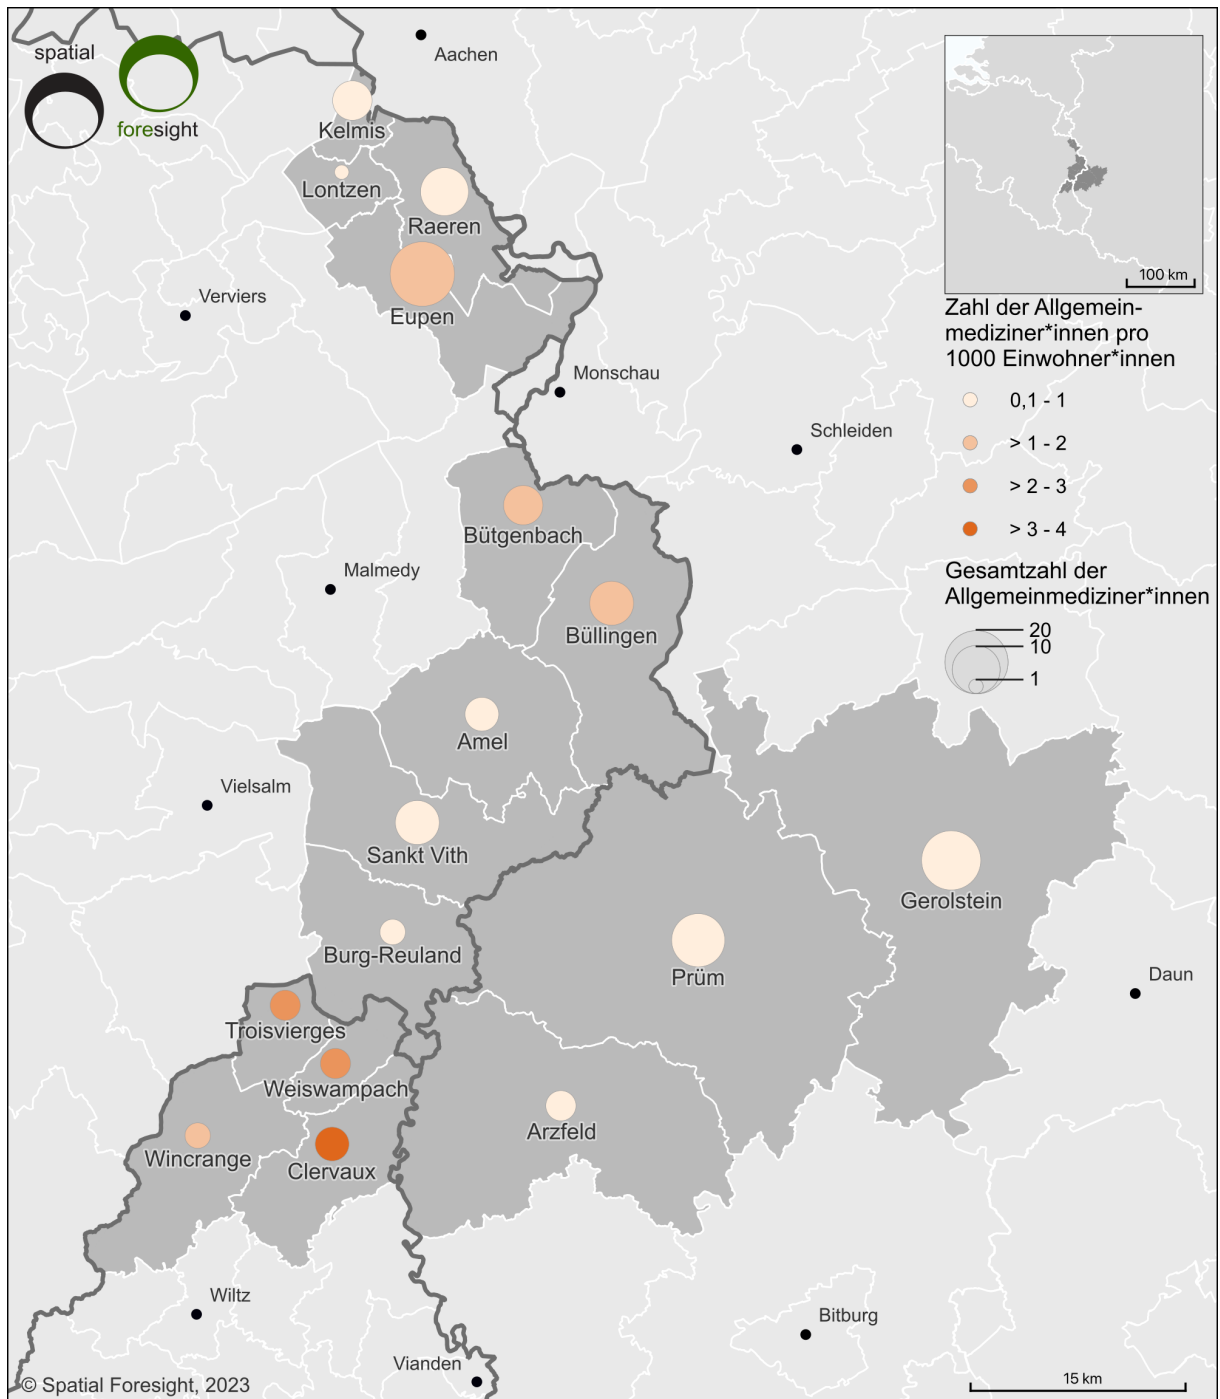 spatial
foresight
Aachen
Kelmis
Lontzen
Raeren
Eupen
Verviers
Monschau
Schleiden
Bütgenbach
Malmedy
Büllingen
Amel
Vielsalm
Sankt Vith
Gerolstein
Burg-Reuland
Prüm
Daun
Troisvierges
Weiswampach
Arzfeld
Wincrange
Clervaux
Wiltz
Bitburg
Vianden
© Spatial Foresight, 2023
15 km
100 km
Zahl der Allgemein-
mediziner*innen pro
1000 Einwohner*innen
0,1 - 1
> 1 - 2
> 2 - 3
> 3 - 4
Gesamtzahl der
Allgemeinmediziner*innen
20
10
1